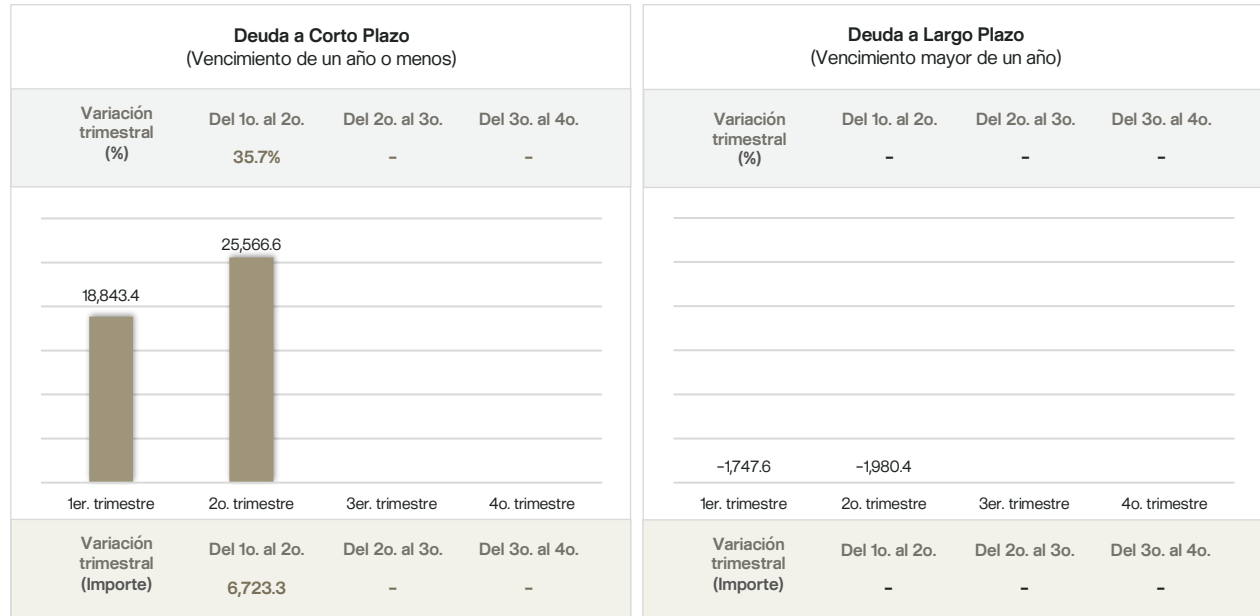 Deuda a Corto Plazo
(Vencimiento de un año o menos)
Variación trimestral (%)
Del 1o. al 2o.
Del 2o. al 3o.
Del 3o. al 4o.
35.7%
-
-
25,566.6
18,843.4
1er. trimestre
2o. trimestre
3er. trimestre
4o. trimestre
Variación trimestral (Importe)
Del 1o. al 2o.
Del 2o. al 3o.
Del 3o. al 4o.
6,723.3
-
-
Deuda a Largo Plazo
(Vencimiento mayor de un año)
Variación trimestral (%)
Del 1o. al 2o.
Del 2o. al 3o.
Del 3o. al 4o.
-
-
-
-1,747.6
-1,980.4
1er. trimestre
2o. trimestre
3er. trimestre
4o. trimestre
Variación trimestral (Importe)
Del 1o. al 2o.
Del 2o. al 3o.
Del 3o. al 4o.
-
-
-